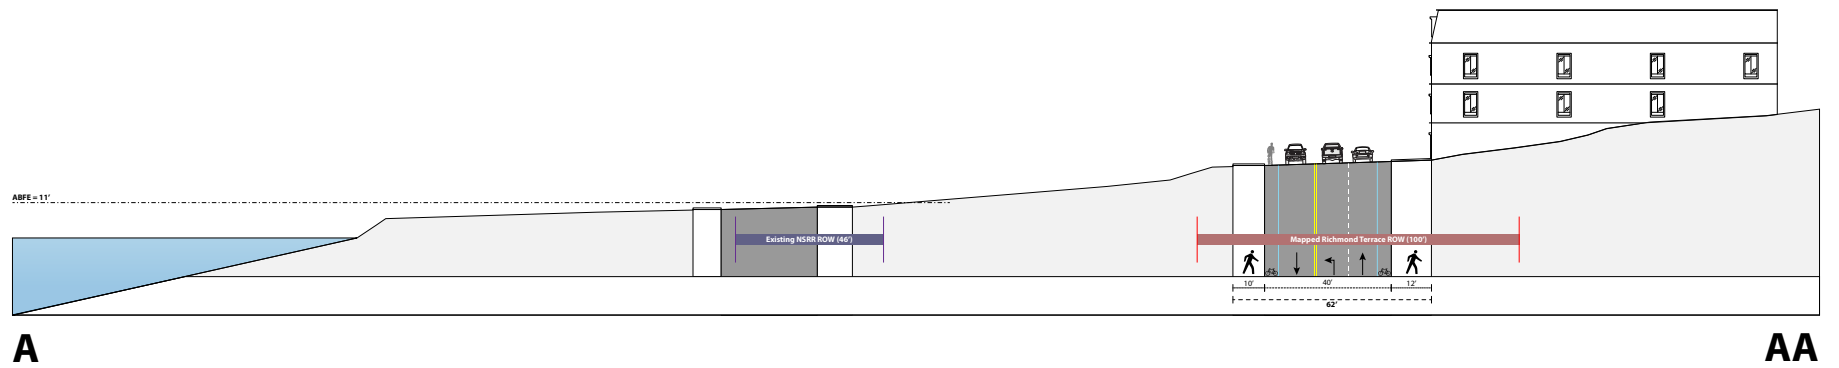 ABFE = 11'
Existing NSRR ROW (46')
Mapped Richmond Terrace ROW (100')
10'
40'
12'
62'
A
AA